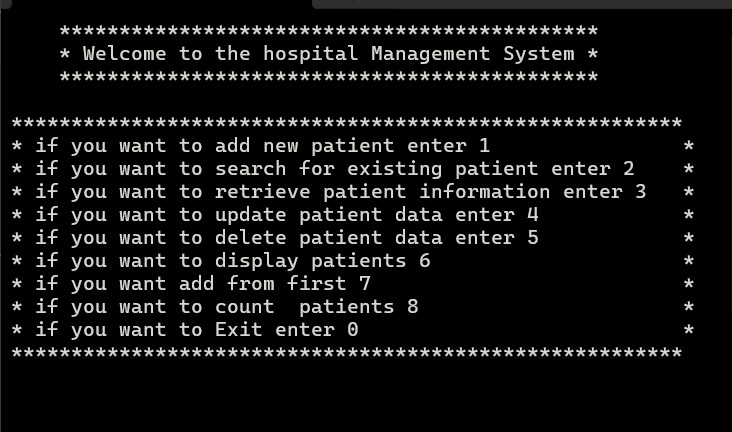 *********************************************
* Welcome to the hospital Management System *
*********************************************
********************************************************
* if you want to add new patient enter 1                *
* if you want to search for existing patient enter 2    *
* if you want to retrieve patient information enter 3   *
* if you want to update patient data enter 4            *
* if you want to delete patient data enter 5            *
* if you want to display patients 6                     *
* if you want add from first 7                          *
* if you want to count  patients 8                      *
* if you want to Exit enter 0                           *
********************************************************